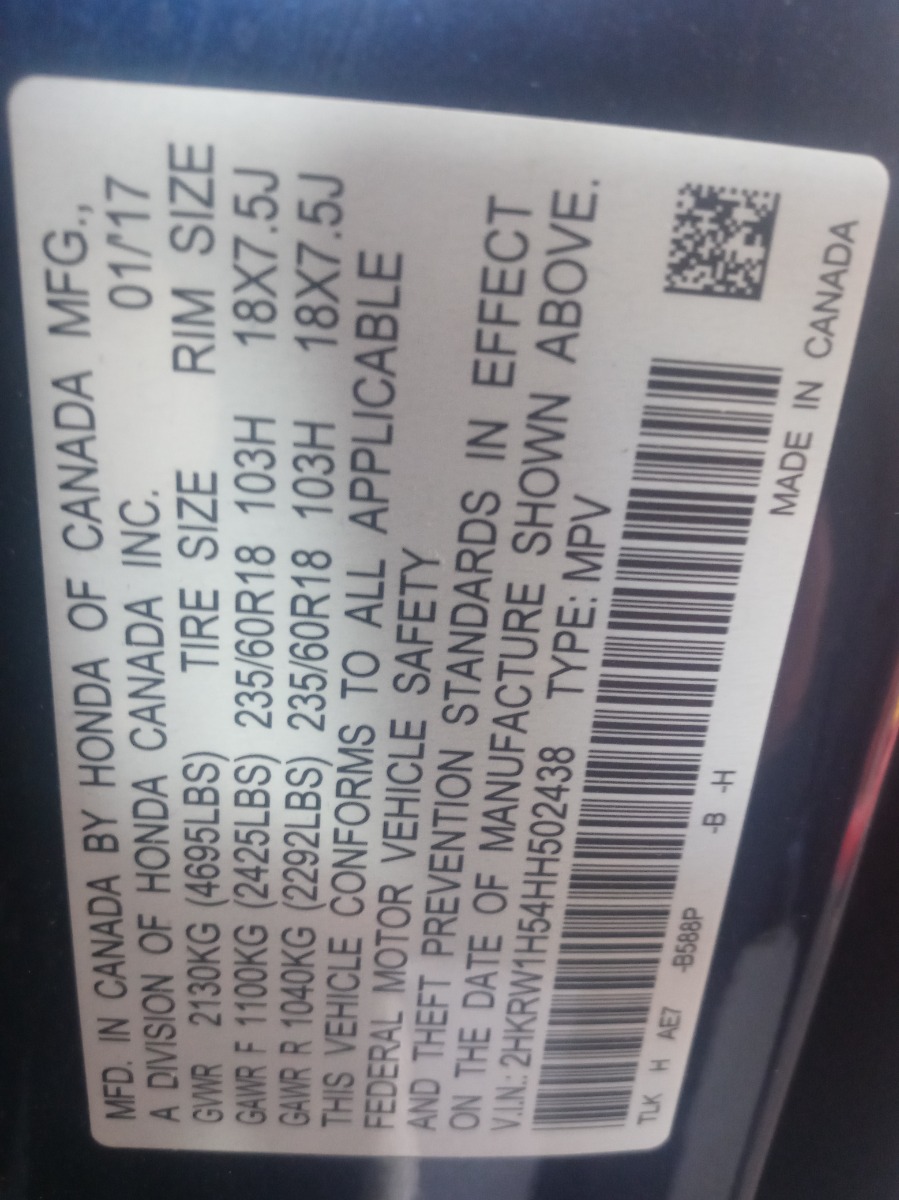 MFD. IN CANADA BY HONDA OF CANADA MFG.,
A DIVISION OF HONDA CANADA INC. 01/'17
GVWR 2130KG (4695LBS) TIRE SIZE RIM SIZE
GAWR F 1100KG (2425LBS) 235/60R18 103H 18X7.5J
GAWR R 1040KG (2292LBS) 235/60R18 103H 18X7.5J
THIS VEHICLE CONFORMS TO ALL APPLICABLE
FEDERAL MOTOR VEHICLE SAFETY
AND THEFT PREVENTION STANDARDS IN EFFECT
ON THE DATE OF MANUFACTURE SHOWN ABOVE.
V.I.N.: 2HKRW1H54HH502438 TYPE: MPV
TLK H AE7 -B588P -B -H
MADE IN CANADA